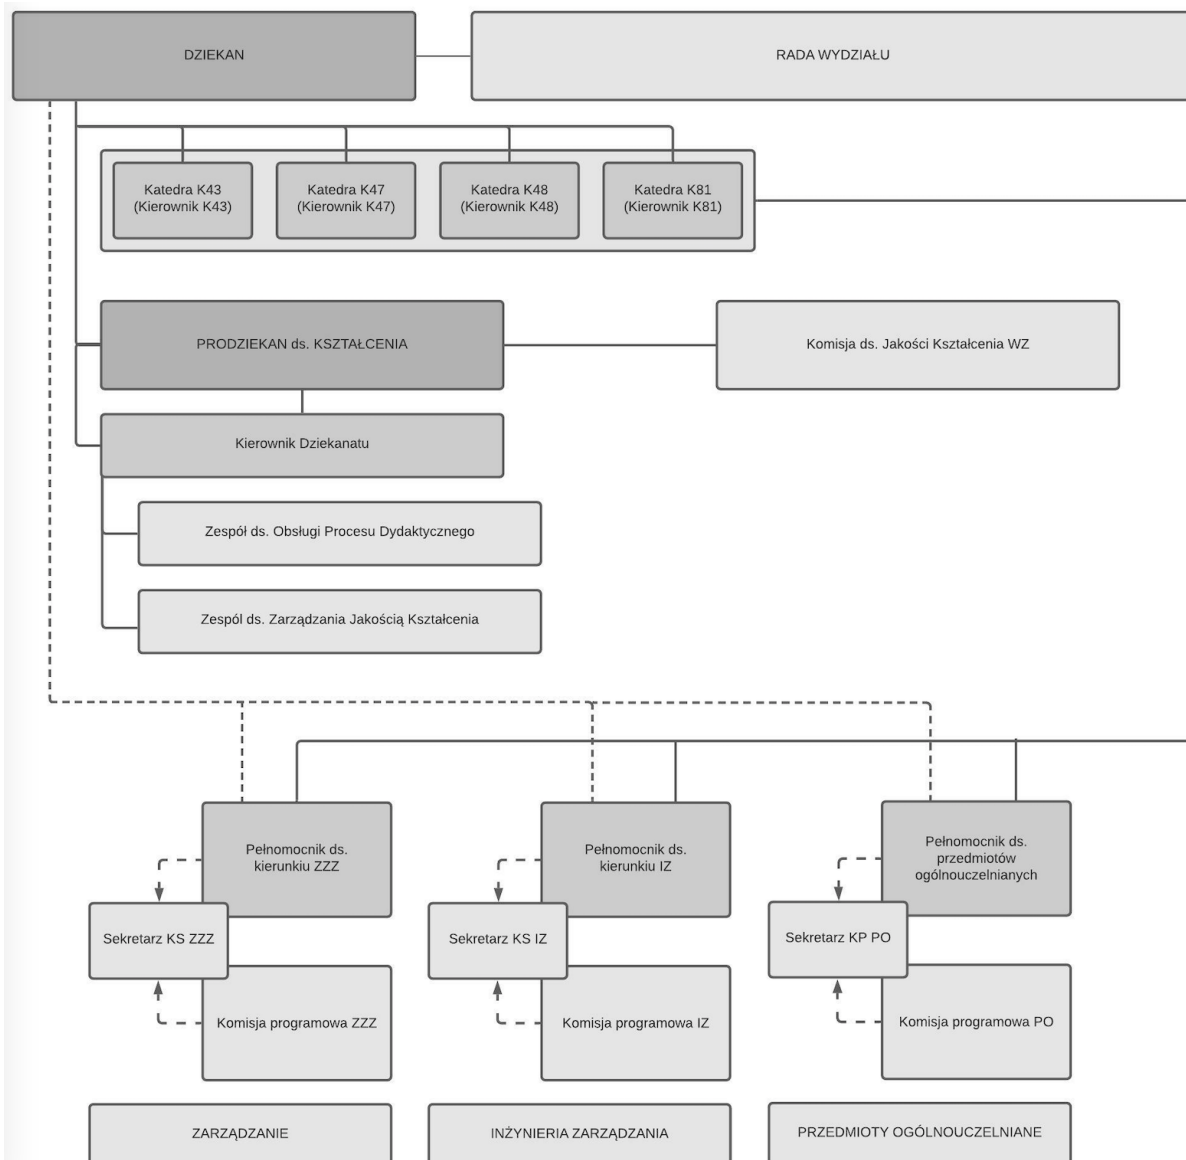 DZIEKAN
RADA WYDZIAŁU
Katedra K43
(Kierownik K43)
Katedra K47
(Kierownik K47)
Katedra K48
(Kierownik K48)
Katedra K81
(Kierownik K81)
PRODZIEKAN ds. KSZTAŁCENIA
Komisja ds. Jakości Kształcenia WZ
Kierownik Dziekanatu
Zespół ds. Obsługi Procesu Dydaktycznego
Zespól ds. Zarządzania Jakością Kształcenia
Pełnomocnik ds.
kierunku ZZZ
Pełnomocnik ds.
kierunku IZ
Pełnomocnik ds.
przedmiotów
ogólnouczelnianych
Sekretarz KS ZZZ
Sekretarz KS IZ
Sekretarz KP PO
Komisja programowa ZZZ
Komisja programowa IZ
Komisja programowa PO
ZARZĄDZANIE
INŻYNIERIA ZARZĄDZANIA
PRZEDMIOTY OGÓLNOUCZELNIANE